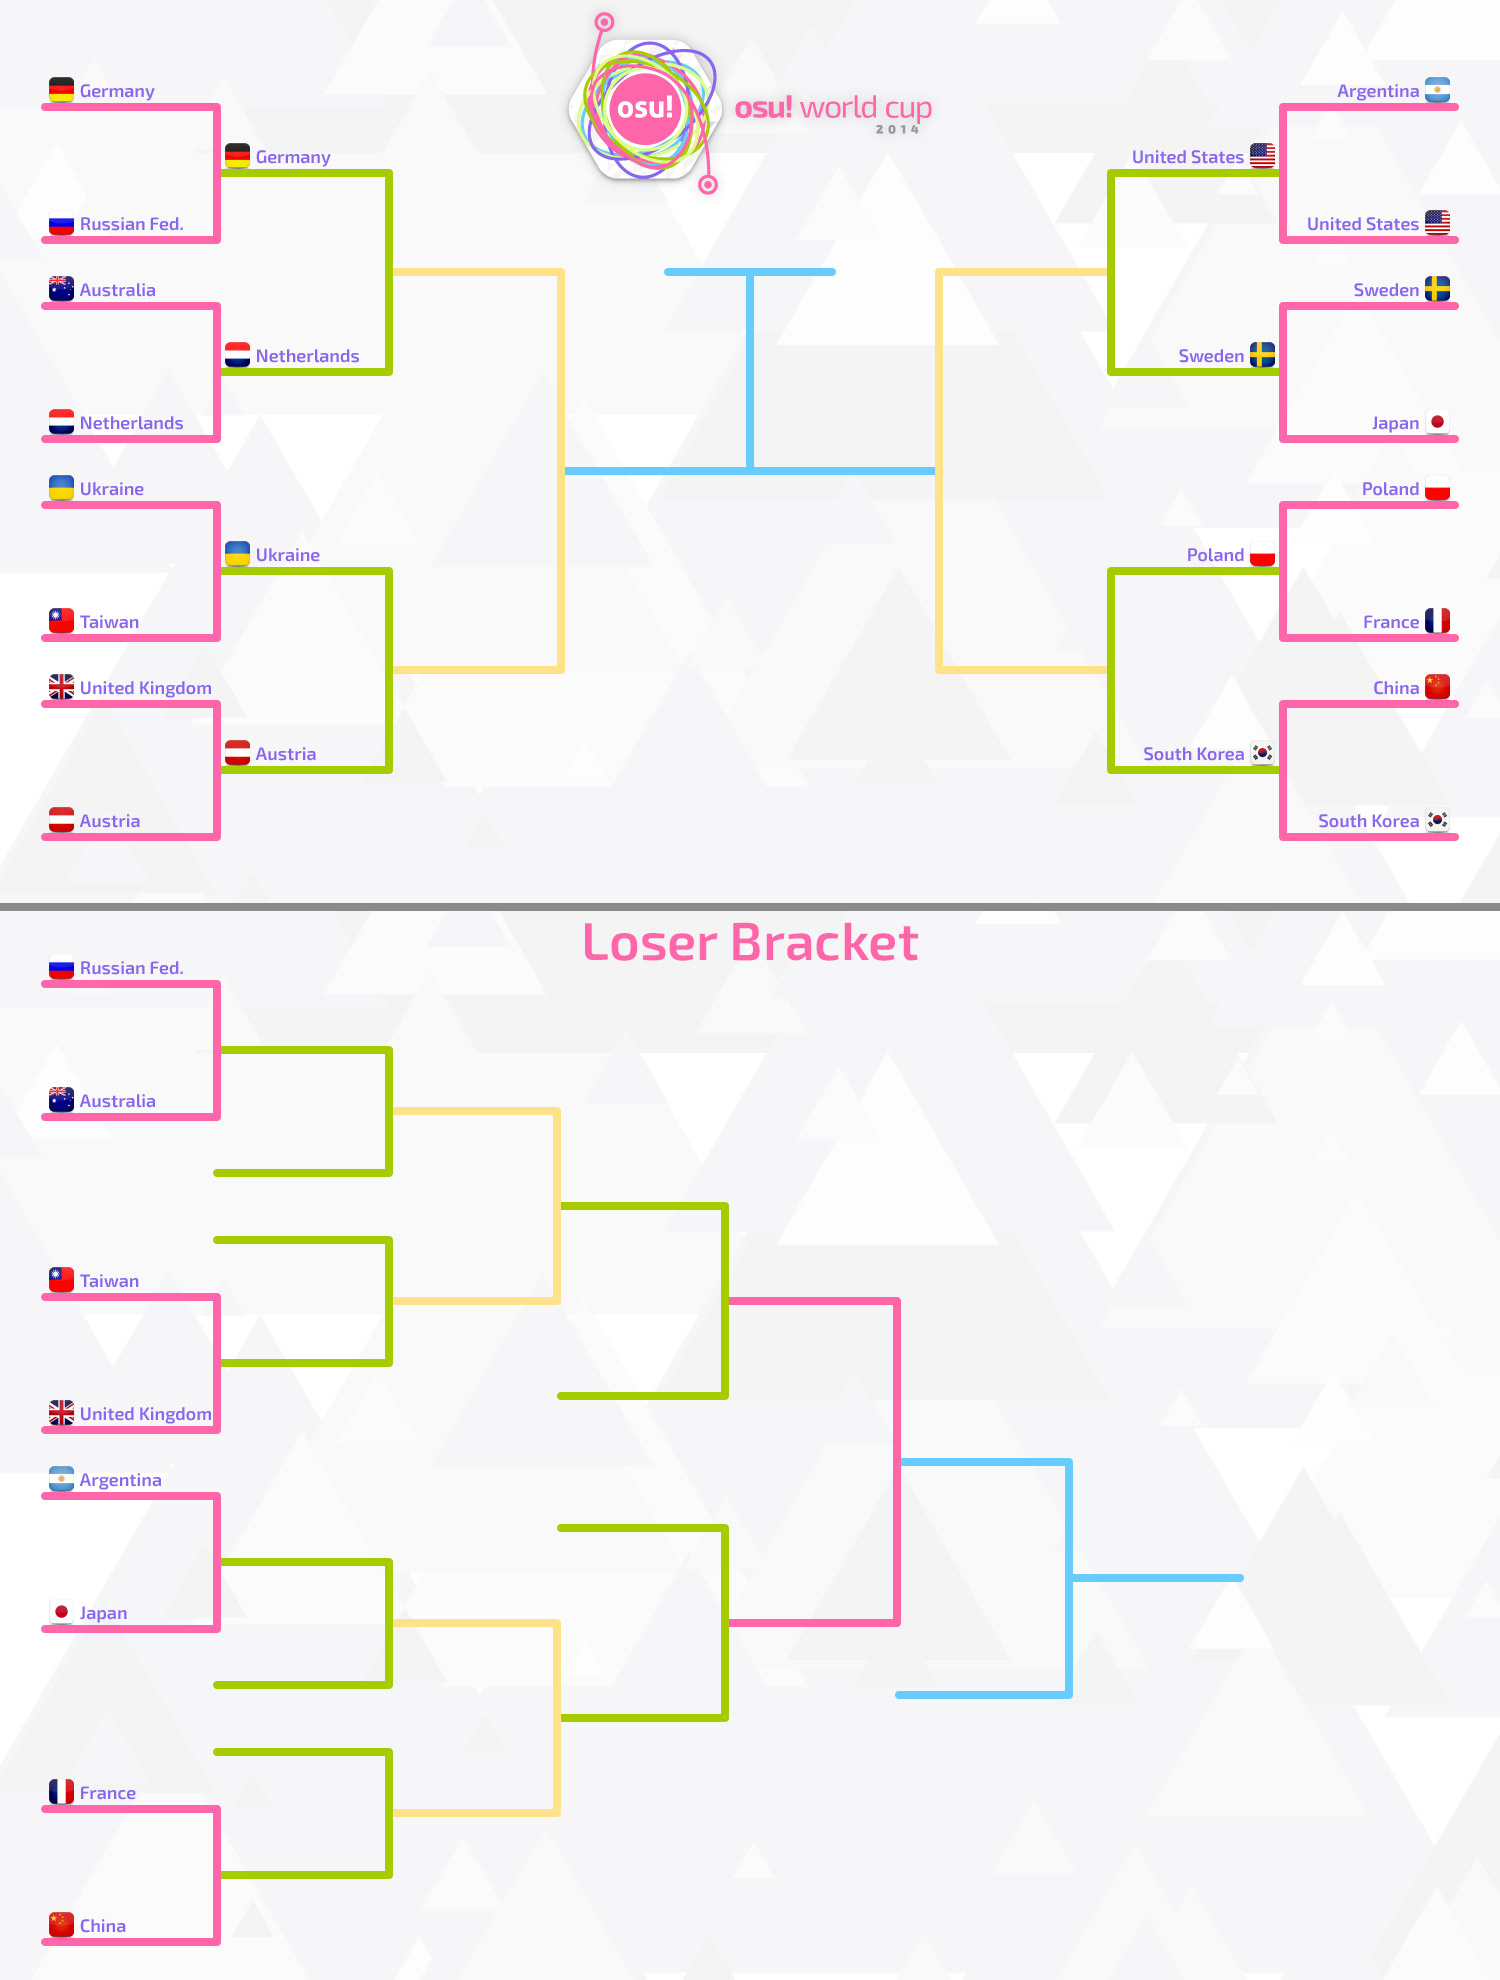 osu!
osu! world cup
2014
Germany
Germany
Russian Fed.
Australia
Netherlands
Netherlands
Ukraine
Ukraine
Taiwan
United Kingdom
Austria
Austria
Argentina
United States
United States
Sweden
Sweden
Japan
Poland
Poland
France
China
South Korea
South Korea
Loser Bracket
Russian Fed.
Australia
Taiwan
United Kingdom
Argentina
Japan
France
China